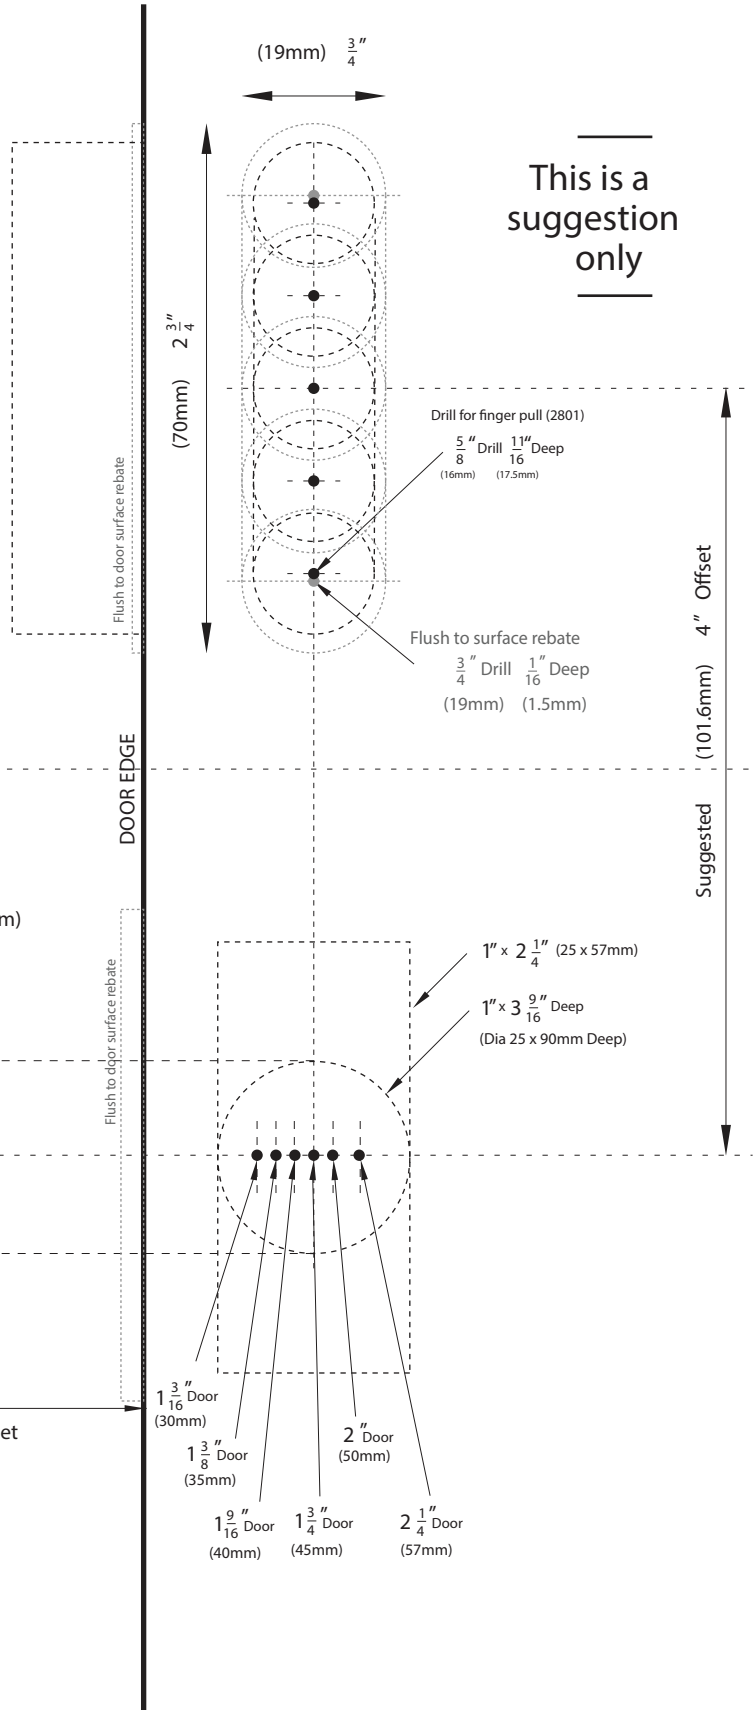 (19mm) 3/4″
This is a
suggestion
only
2 3/4″
(70mm)
Flush to door surface rebate
Drill for finger pull (2801)
5/8“ Drill 11/16“ Deep
(16mm) (17.5mm)
Flush to surface rebate
3/4″ Drill 1/16″ Deep
(19mm) (1.5mm)
Suggested (101.6mm) 4″ Offset
DOOR EDGE
m)
Flush to door surface rebate
1″ x 2 1/4″ (25 x 57mm)
1″ x 3 9/16″ Deep
(Dia 25 x 90mm Deep)
1 3/16″ Door
(30mm)
et
1 3/8″ Door
(35mm)
2″ Door
(50mm)
1 9/16″ Door
(40mm)
1 3/4″ Door
(45mm)
2 1/4″ Door
(57mm)